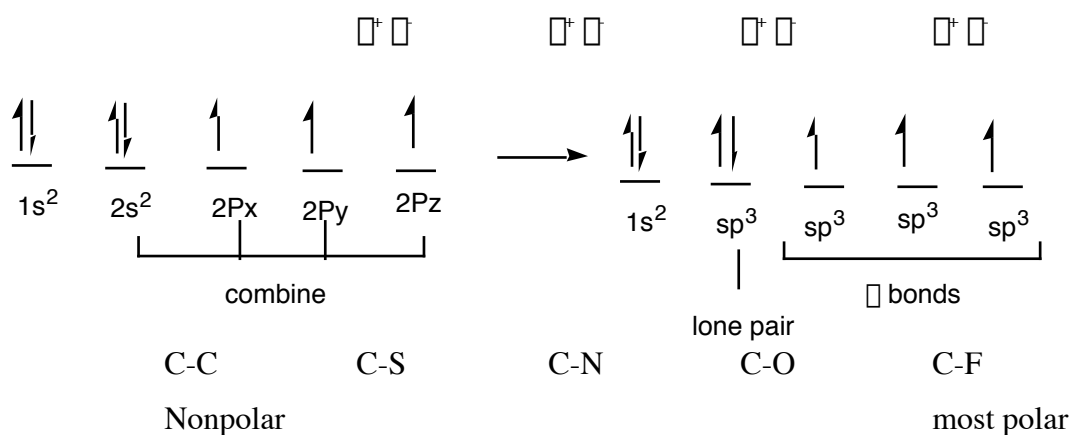 ▯⁺ ▯⁻ ▯⁺ ▯⁻ ▯⁺ ▯⁻ ▯⁺ ▯⁻
1s² 2s² 2Px 2Py 2Pz 1s² sp³ sp³ sp³ sp³
combine ▯ bonds
lone pair
C-C C-S C-N C-O C-F
Nonpolar most polar